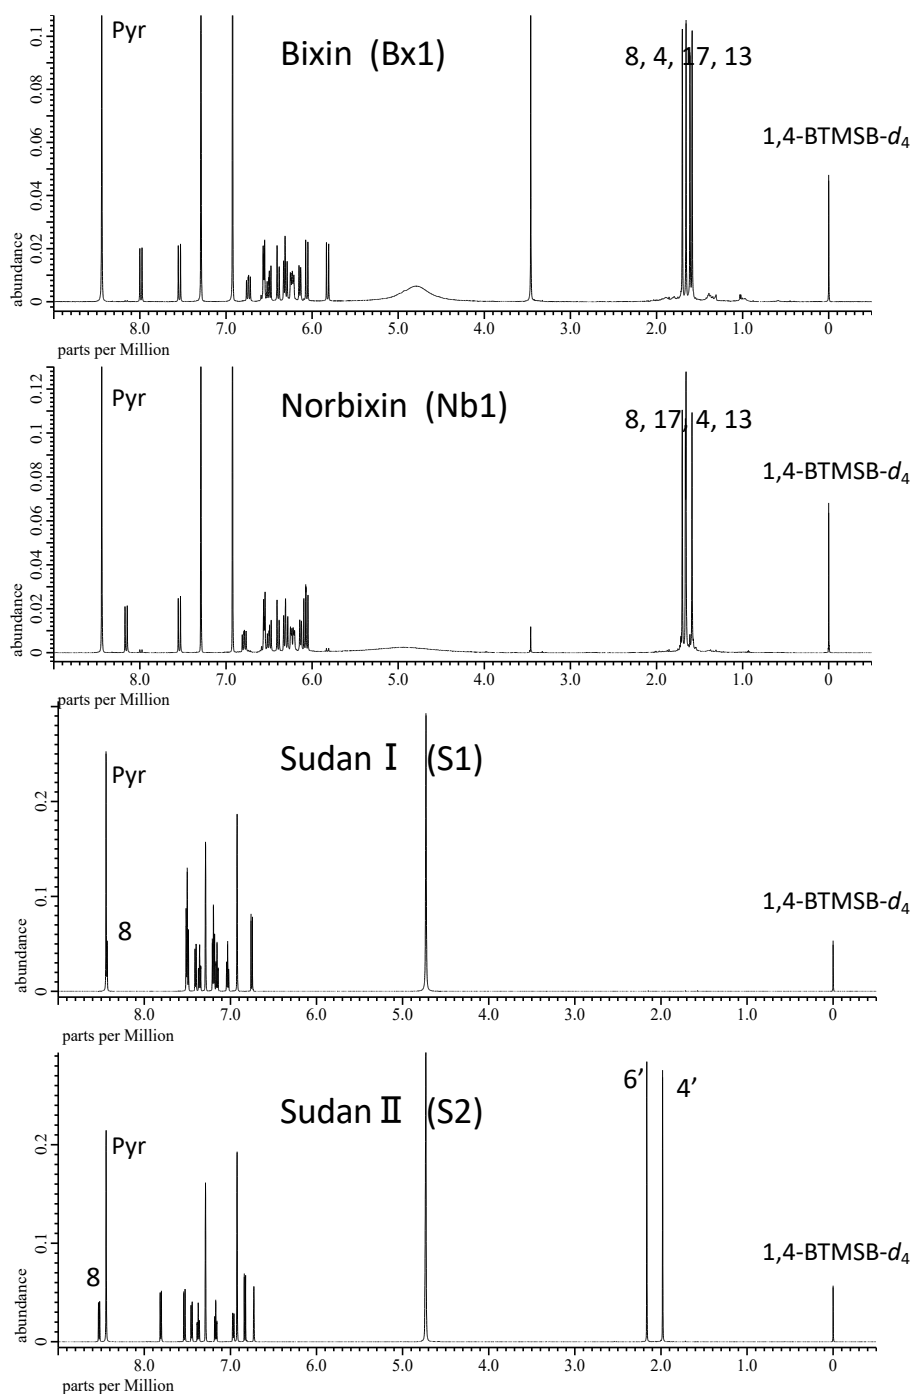 0.1
Pyr
Bixin (Bx1)
8, 4, 17, 13
0.08
0.06
1,4-BTMSB-d4
0.04
0.02
abundance
0
8.0 7.0 6.0 5.0 4.0 3.0 2.0 1.0 0
parts per Million
0.12
Pyr
Norbixin (Nb1)
8, 17, 4, 13
0.1
0.08
1,4-BTMSB-d4
0.06
0.04
0.02
abundance
0
8.0 7.0 6.0 5.0 4.0 3.0 2.0 1.0 0
parts per Million
Sudan Ⅰ (S1)
Pyr
0.2
0.1
8
1,4-BTMSB-d4
abundance
0
8.0 7.0 6.0 5.0 4.0 3.0 2.0 1.0 0
parts per Million
6’
4’
Sudan Ⅱ (S2)
Pyr
0.2
0.1
8
1,4-BTMSB-d4
abundance
0
8.0 7.0 6.0 5.0 4.0 3.0 2.0 1.0 0
parts per Million